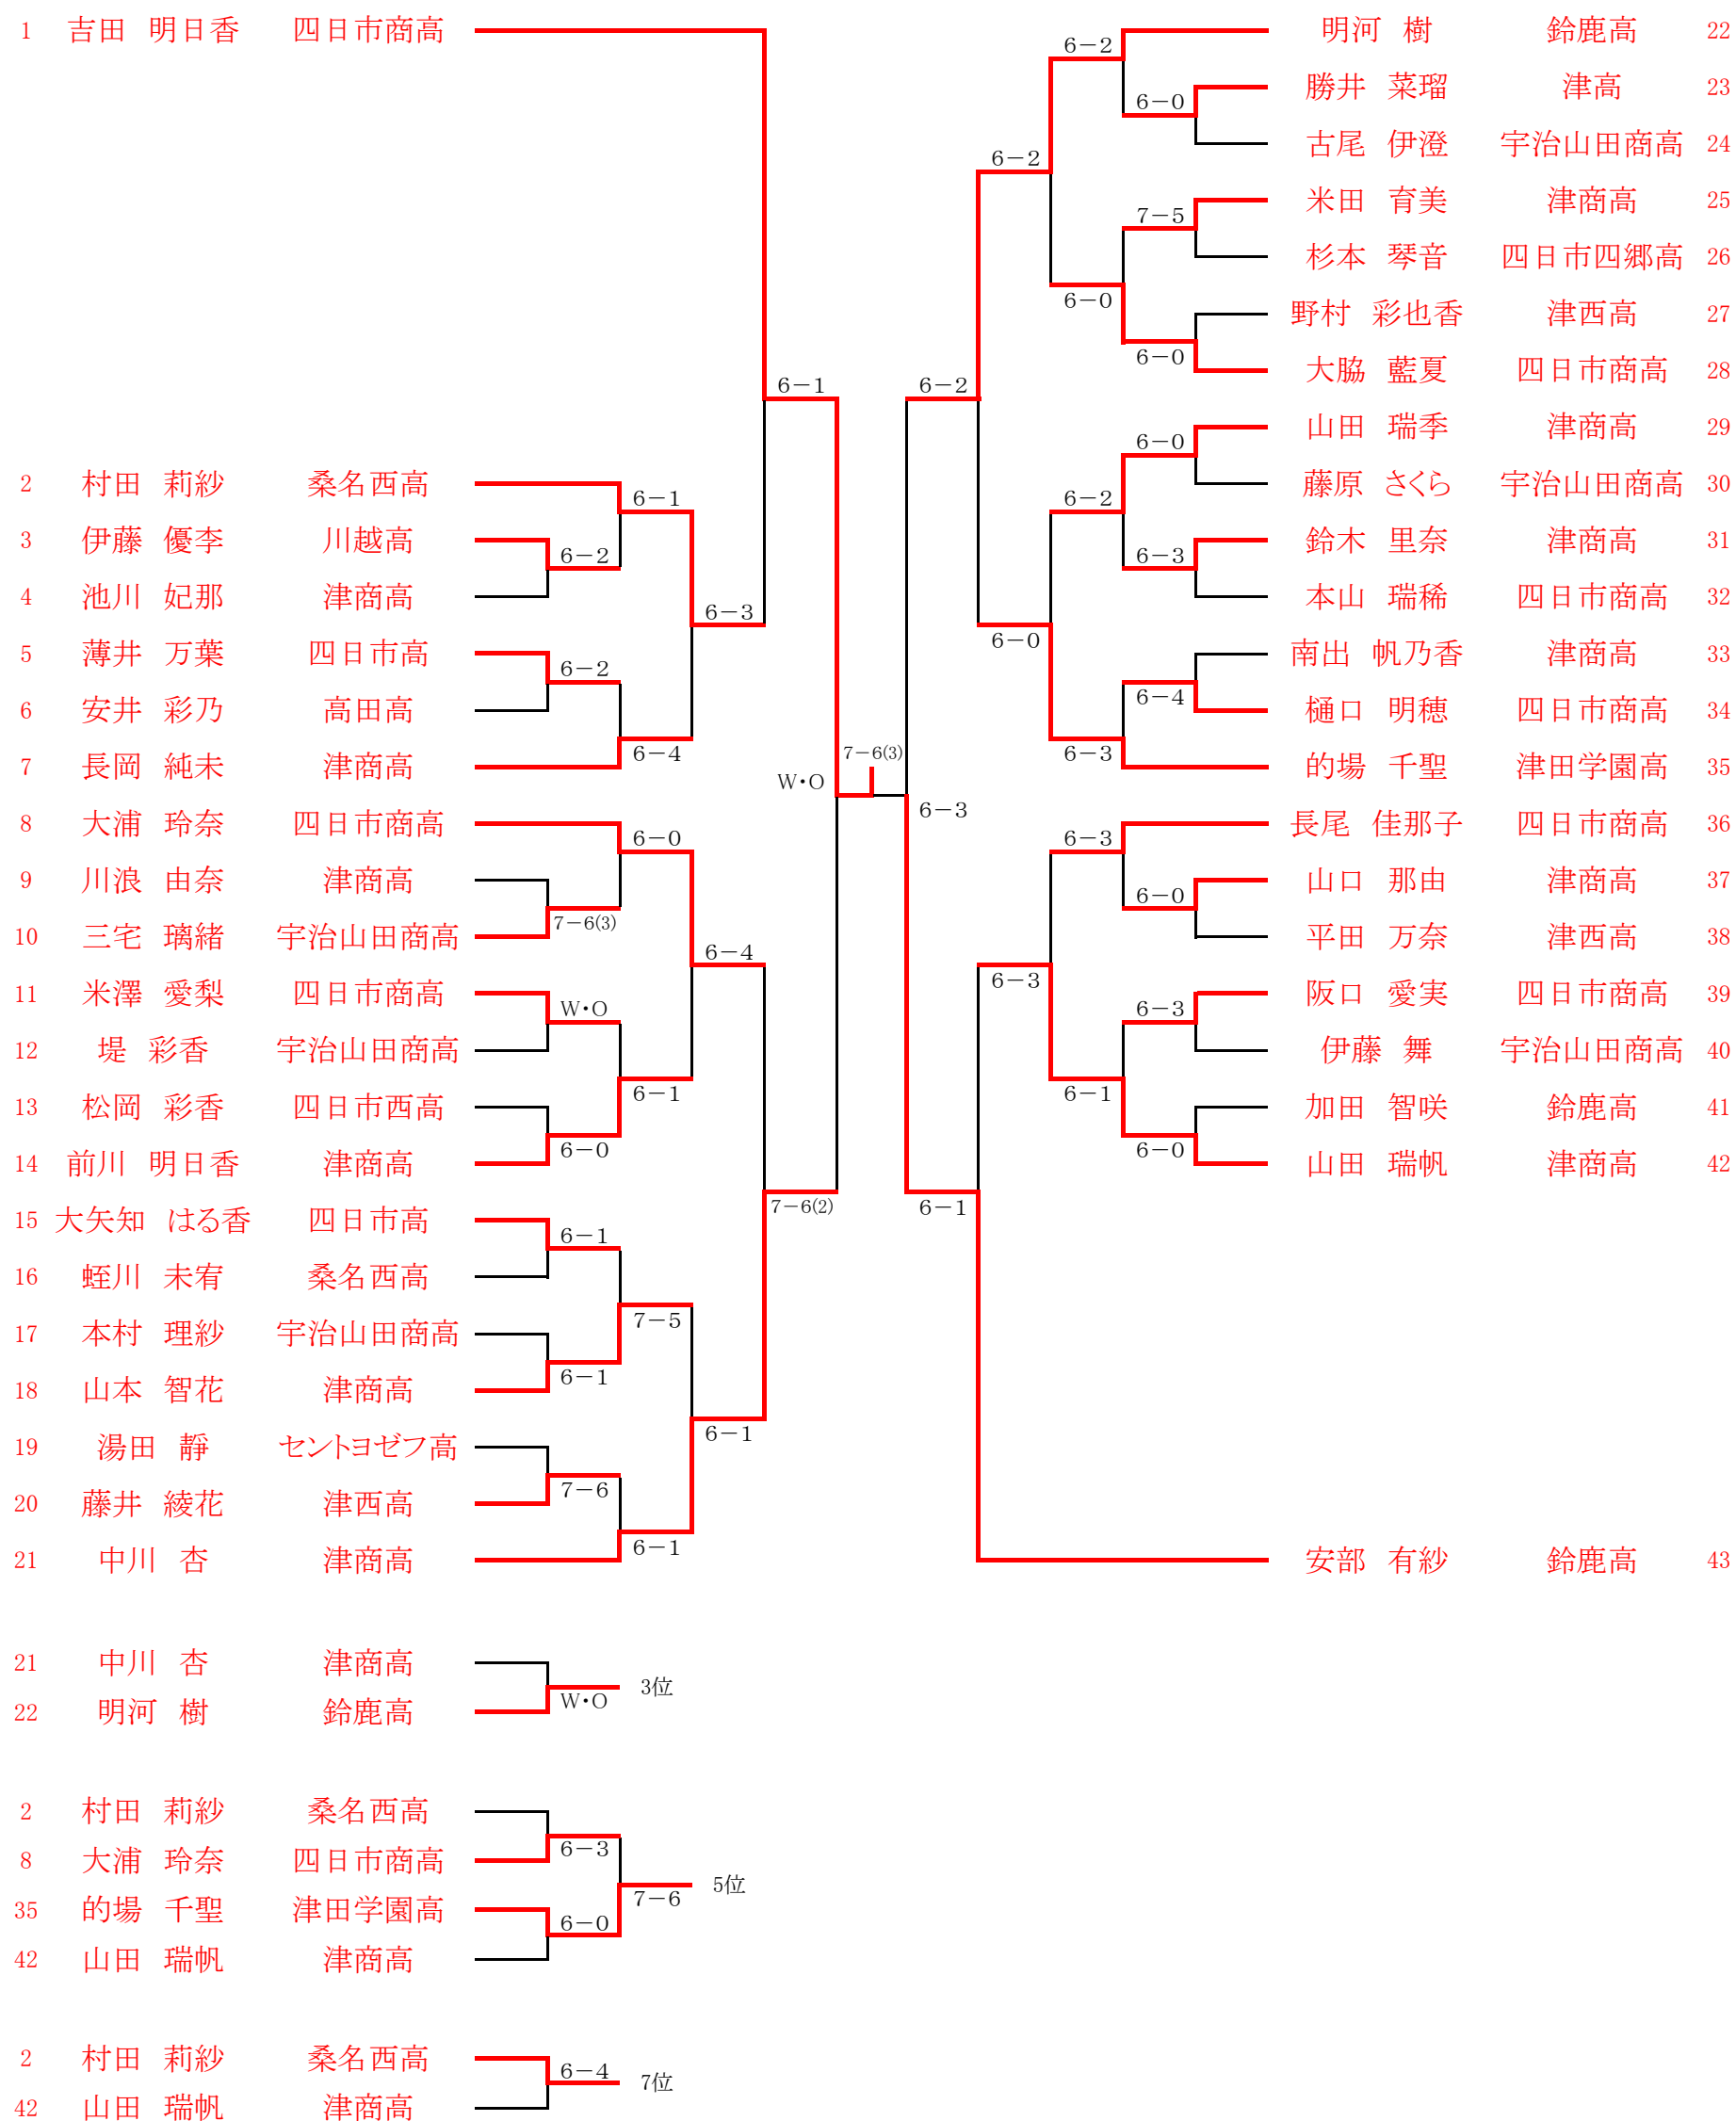 1 吉田 明日香 四日市商高
2 村田 莉紗 桑名西高
3 伊藤 優李 川越高
4 池川 妃那 津商高
5 薄井 万葉 四日市高
6 安井 彩乃 高田高
7 長岡 純未 津商高
8 大浦 玲奈 四日市商高
9 川浪 由奈 津商高
10 三宅 璃緒 宇治山田商高
11 米澤 愛梨 四日市商高
12 堤 彩香 宇治山田商高
13 松岡 彩香 四日市西高
14 前川 明日香 津商高
15 大矢知 はる香 四日市高
16 蛭川 未宥 桑名西高
17 本村 理紗 宇治山田商高
18 山本 智花 津商高
19 湯田 靜 セントヨゼフ高
20 藤井 綾花 津西高
21 中川 杏 津商高
6-2
6-2
7-6(3)
W・O
6-0
6-1
6-1
7-6
6-1
6-4
6-0
6-1
7-5
6-1
6-3
6-4
6-1
6-1
7-6(2)
W・O
7-6(3)
6-3
6-2
6-1
6-2
6-0
6-3
6-2
6-0
6-2
6-3
6-3
6-1
6-0
7-5
6-0
6-0
6-3
6-4
6-0
6-3
6-0
明河 樹 鈴鹿高 22
勝井 菜瑠 津高 23
古尾 伊澄 宇治山田商高 24
米田 育美 津商高 25
杉本 琴音 四日市四郷高 26
野村 彩也香 津西高 27
大脇 藍夏 四日市商高 28
山田 瑞季 津商高 29
藤原 さくら 宇治山田商高 30
鈴木 里奈 津商高 31
本山 瑞稀 四日市商高 32
南出 帆乃香 津商高 33
樋口 明穂 四日市商高 34
的場 千聖 津田学園高 35
長尾 佳那子 四日市商高 36
山口 那由 津商高 37
平田 万奈 津西高 38
阪口 愛実 四日市商高 39
伊藤 舞 宇治山田商高 40
加田 智咲 鈴鹿高 41
山田 瑞帆 津商高 42
安部 有紗 鈴鹿高 43
21 中川 杏 津商高
22 明河 樹 鈴鹿高
W・O
3位
2 村田 莉紗 桑名西高
8 大浦 玲奈 四日市商高
35 的場 千聖 津田学園高
42 山田 瑞帆 津商高
6-3
6-0
7-6
5位
2 村田 莉紗 桑名西高
42 山田 瑞帆 津商高
6-4
7位